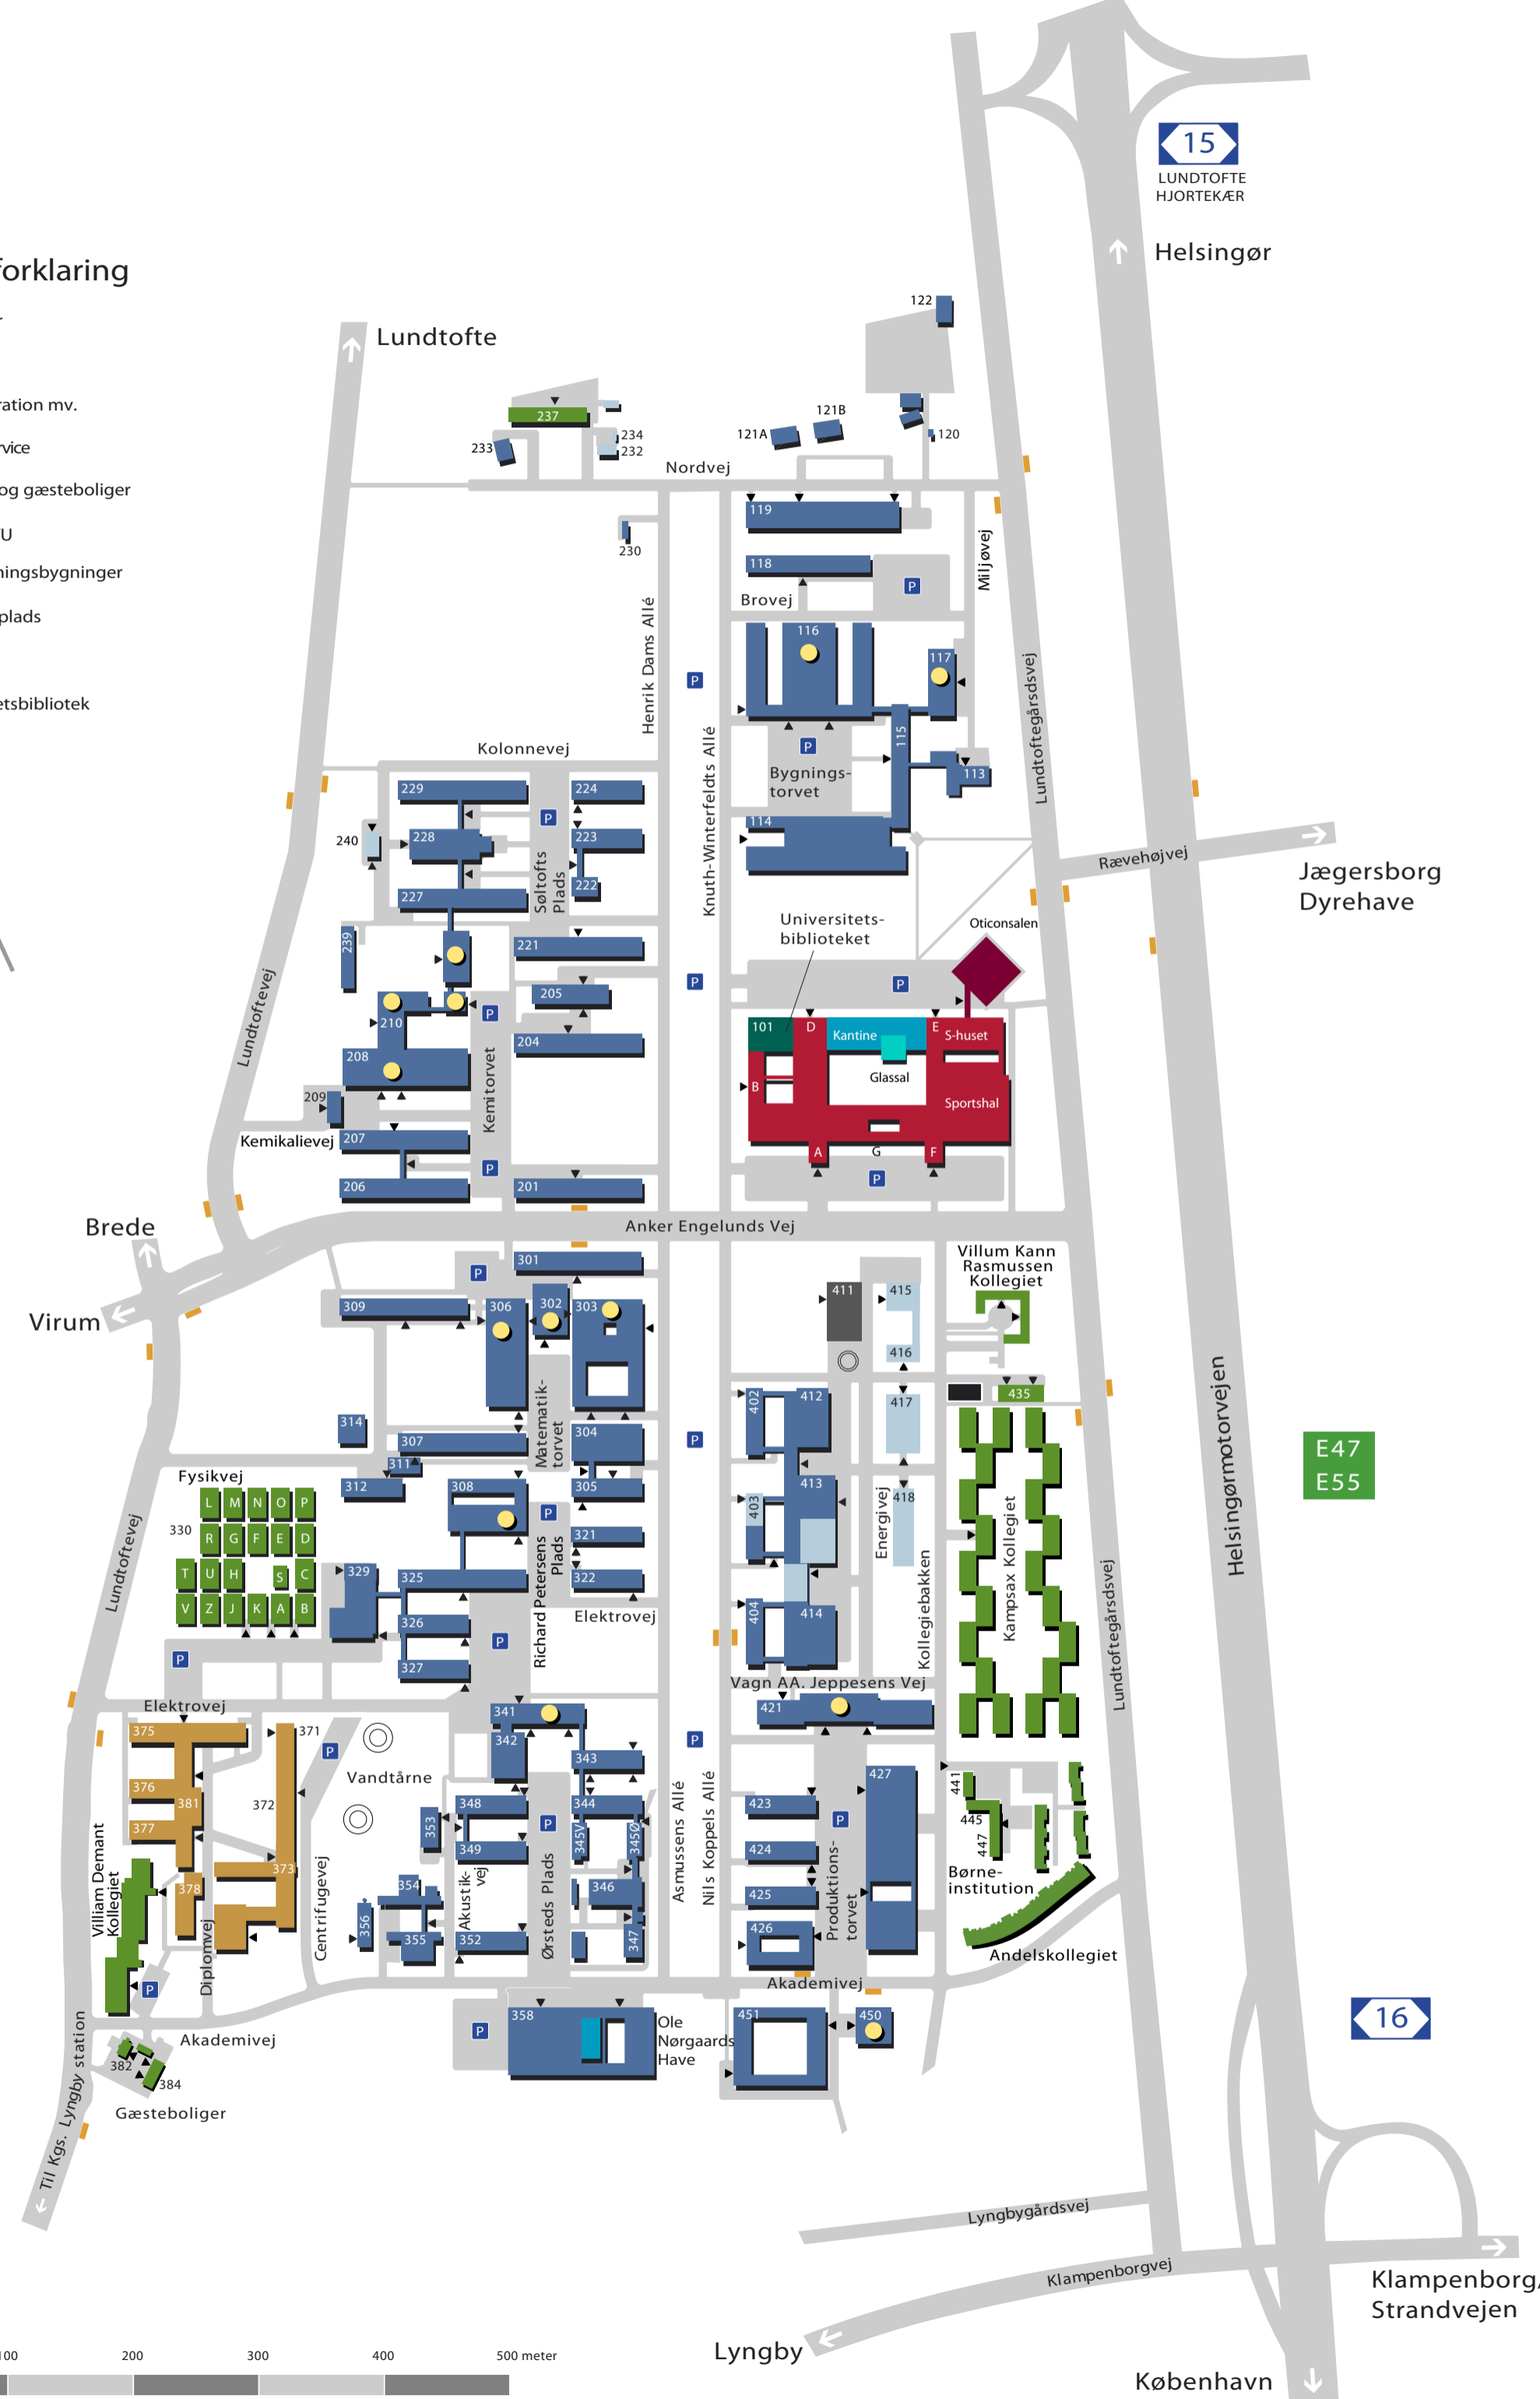 15
LUNDTOFTE
HJORTEKÆR
Helsingør
forklaring
122
Lundtofte
ration mv.
237
121B
121A
120
234
233
232
vice
Nordvej
og gæsteboliger
119
230
118
Miljøvej
P
Brovej
ningsbygninger
Henrik Dams Allé
plads
116
117
P
Lundtoftegårdsvej
etsbibliotek
115
P
Kolonnevej
Knuth-Winterfeldts Allé
Bygnings-
torvet
113
229
224
P
114
240
228
223
Søltofts
Plads
222
227
Rævehøjvej
Jægersborg
Dyrehave
Universitets-
biblioteket
Oticonsalen
239
221
P
P
205
210
P
204
208
Lundtoftevej
Kemitorvet
101
D
Kantine
E
S-huset
Glassal
B
Sportshal
209
Kemikalievej
207
A
G
F
P
P
206
201
Brede
Anker Engelunds Vej
Virum
301
P
309
306
302
303
Villum Kann
Rasmussen
Kollegiet
411
415
416
Matematik-
torvet
402
412
417
435
314
307
304
P
311
312
308
305
Fysikvej
413
403
418
Energivej
Kollegiebakken
Kampsax Kollegiet
Helsingørmotorvejen
E47
E55
L
M
N
O
P
330
R
G
F
E
D
T
U
H
S
C
V
Z
J
K
A
B
Lundtoftevej
329
325
326
327
P
321
322
Richard Petersens
Plads
Elektrovej
P
P
404
414
Lundtoftegårdsvej
Vagn AA. Jeppesens Vej
Elektrovej
421
341
342
343
P
375
371
P
Vandtårne
376
381
372
377
373
378
William Demant
Kollegiet
Diplomvej
Centrifugevej
348
344
353
P
345V
345Ø
349
354
346
Akustik-
vej
356
355
352
347
Ørsteds Plads
Asmussens Allé
Nils Koppels Allé
427
423
P
424
425
Produktions-
torvet
426
441
445
447
Børne-
institution
Andelskollegiet
Akademivej
P
358
Ole
Nørgaards
Have
P
451
450
16
Akademivej
382
384
Gæsteboliger
Til Kgs. Lyngby station
Lyngbygårdsvej
Klampenborgvej
Klampenborg,
Strandvejen
Lyngby
København
100
200
300
400
500 meter